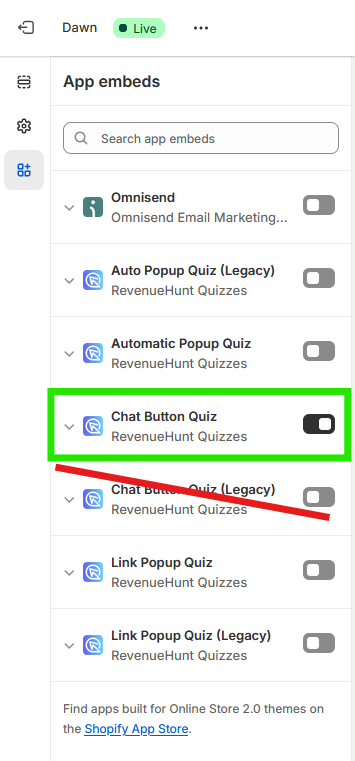 Dawn
Live
App embeds
Search app embeds
Omnisend
Omnisend Email Marketing...
Auto Popup Quiz (Legacy)
RevenueHunt Quizzes
Automatic Popup Quiz
RevenueHunt Quizzes
Chat Button Quiz
RevenueHunt Quizzes
Chat Button Quiz (Legacy)
RevenueHunt Quizzes
Link Popup Quiz
RevenueHunt Quizzes
Link Popup Quiz (Legacy)
RevenueHunt Quizzes
Find apps built for Online Store 2.0 themes on
the Shopify App Store.